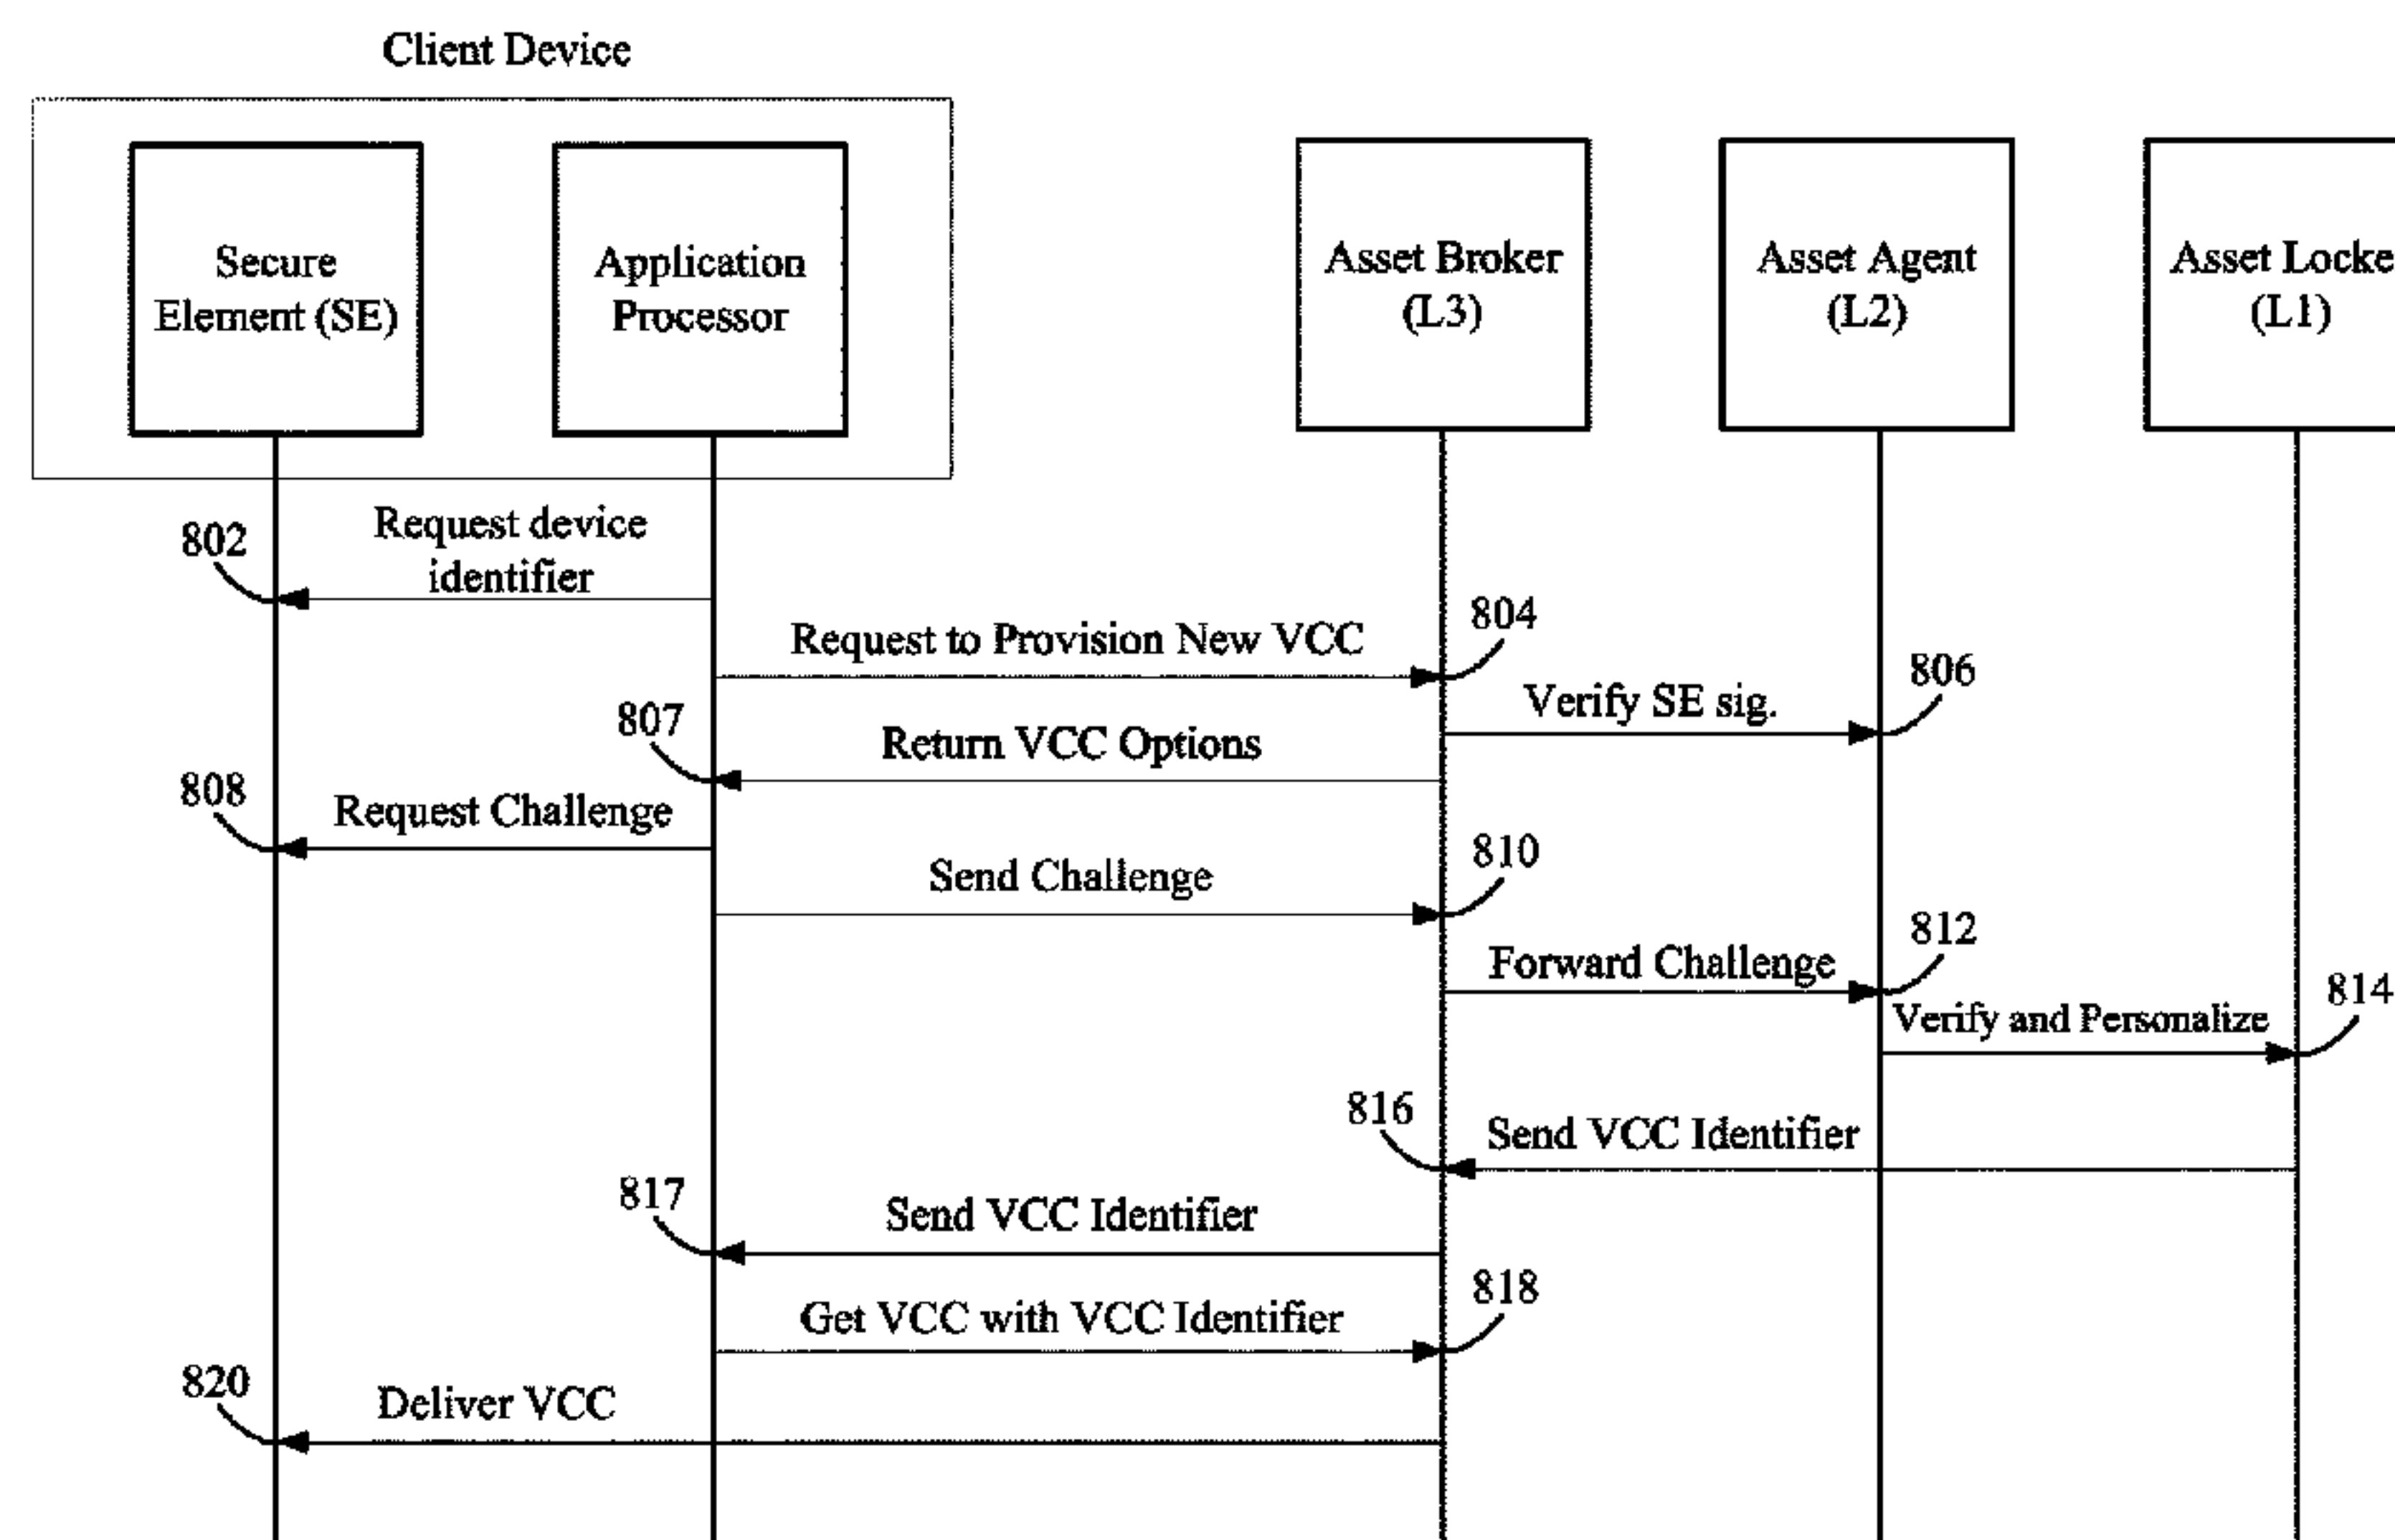 Client Device
Secure
Element (SE)
Application
Processor
Asset Broker
(L3)
Asset Agent
(L2)
Asset Locke
(L1)
802
Request device
identifier
804
Request to Provision New VCC
806
Verify SE sig.
807
Return VCC Options
808
Request Challenge
810
Send Challenge
812
Forward Challenge
814
Verify and Personalize
816
Send VCC Identifier
817
Send VCC Identifier
818
Get VCC with VCC Identifier
820
Deliver VCC